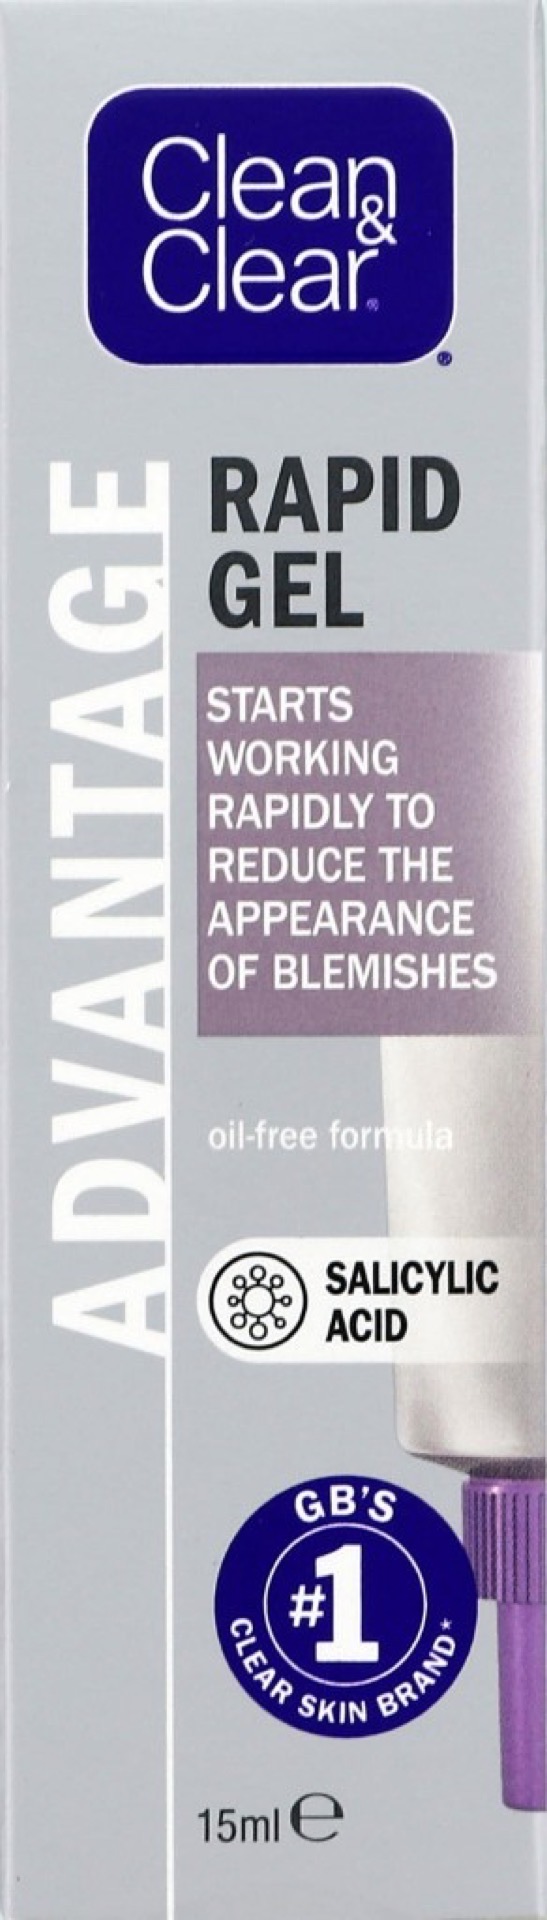 Clean
&
Clear®
®
ADVANTAGE
RAPID
GEL
STARTS
WORKING
RAPIDLY TO
REDUCE THE
APPEARANCE
OF BLEMISHES
oil-free formula
SALICYLIC
ACID
GB'S
#1
CLEAR SKIN BRAND*
15ml ℮